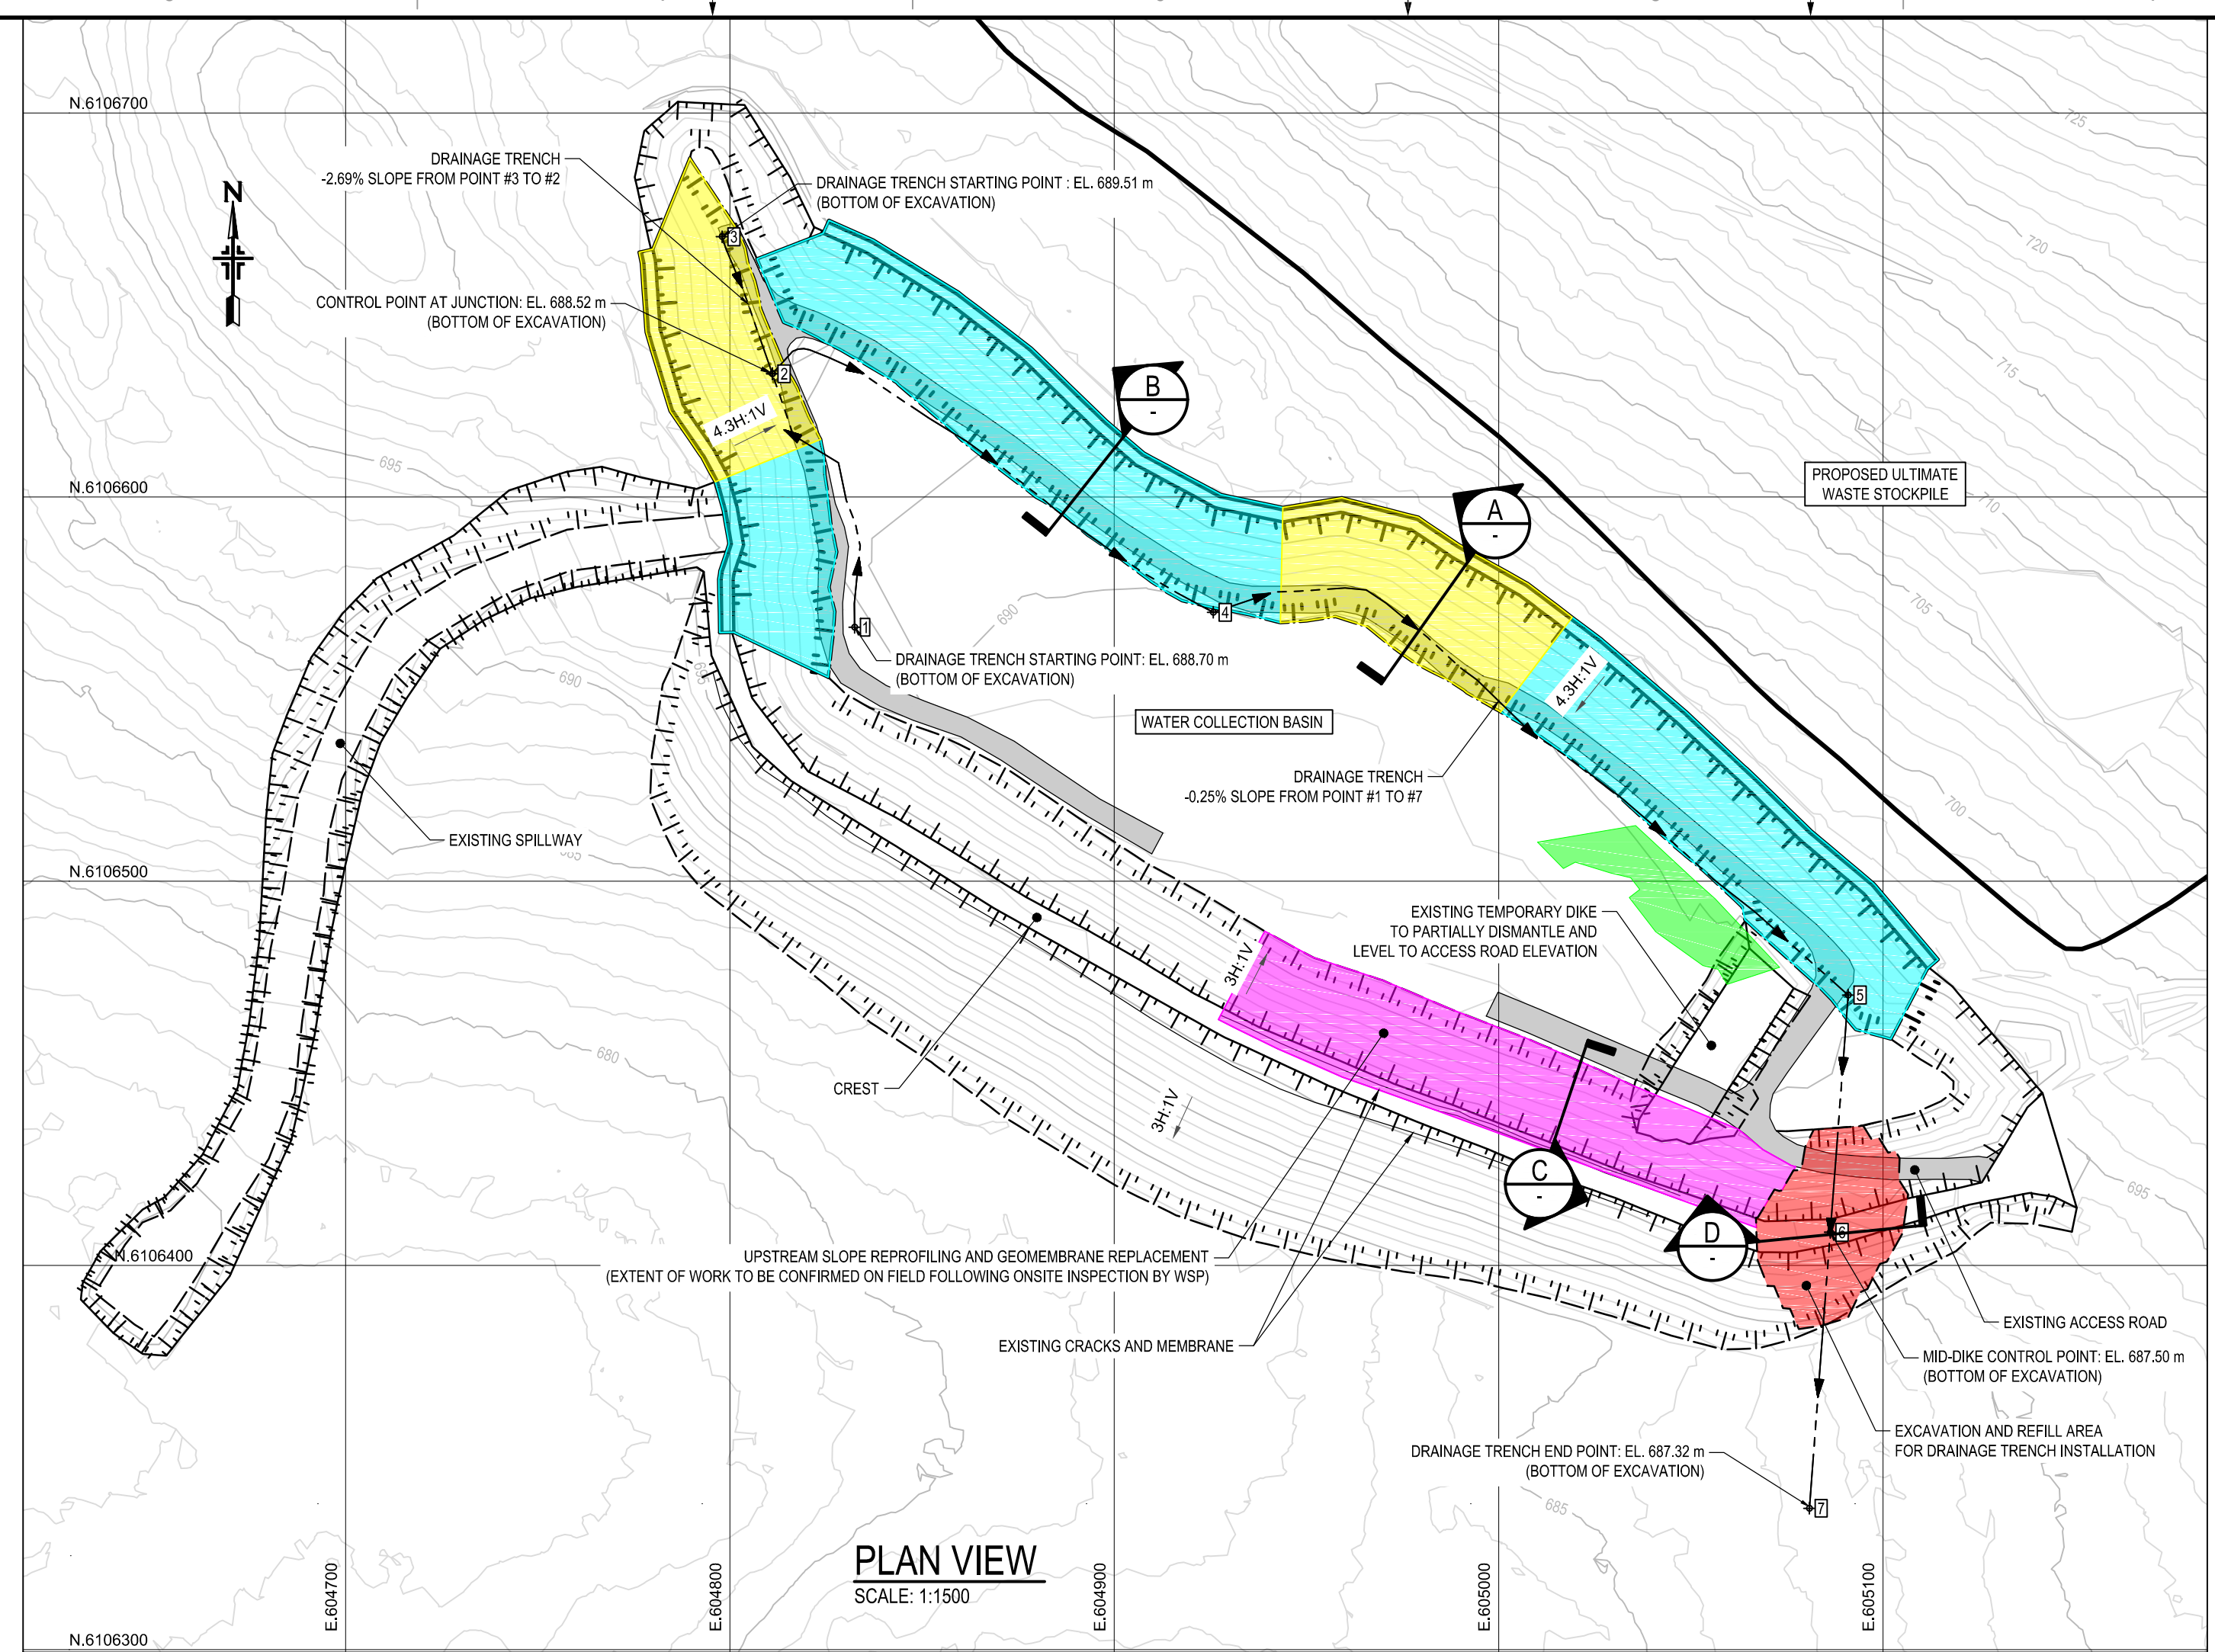 N.6106700
725
DRAINAGE TRENCH
-2.69% SLOPE FROM POINT #3 TO #2
DRAINAGE TRENCH STARTING POINT : EL. 689.51 m
(BOTTOM OF EXCAVATION)
N
3
720
CONTROL POINT AT JUNCTION: EL. 688.52 m
(BOTTOM OF EXCAVATION)
2
715
B
-
4.3H:1V
695
N.6106600
PROPOSED ULTIMATE
WASTE STOCKPILE
710
A
-
705
690
4
1
DRAINAGE TRENCH STARTING POINT: EL. 688.70 m
(BOTTOM OF EXCAVATION)
690
695
4.3H:1V
WATER COLLECTION BASIN
DRAINAGE TRENCH
-0.25% SLOPE FROM POINT #1 TO #7
700
EXISTING SPILLWAY
685
N.6106500
EXISTING TEMPORARY DIKE
TO PARTIALLY DISMANTLE AND
LEVEL TO ACCESS ROAD ELEVATION
3H:1V
5
680
CREST
3H:1V
C
-
695
D
-
6
N.6106400
UPSTREAM SLOPE REPROFILING AND GEOMEMBRANE REPLACEMENT
(EXTENT OF WORK TO BE CONFIRMED ON FIELD FOLLOWING ONSITE INSPECTION BY WSP)
EXISTING ACCESS ROAD
EXISTING CRACKS AND MEMBRANE
MID-DIKE CONTROL POINT: EL. 687.50 m
(BOTTOM OF EXCAVATION)
EXCAVATION AND REFILL AREA
FOR DRAINAGE TRENCH INSTALLATION
DRAINAGE TRENCH END POINT: EL. 687.32 m
(BOTTOM OF EXCAVATION)
685
7
PLAN VIEW
SCALE: 1:1500
E.604700
E.604800
E.604900
E.605000
E.605100
N.6106300